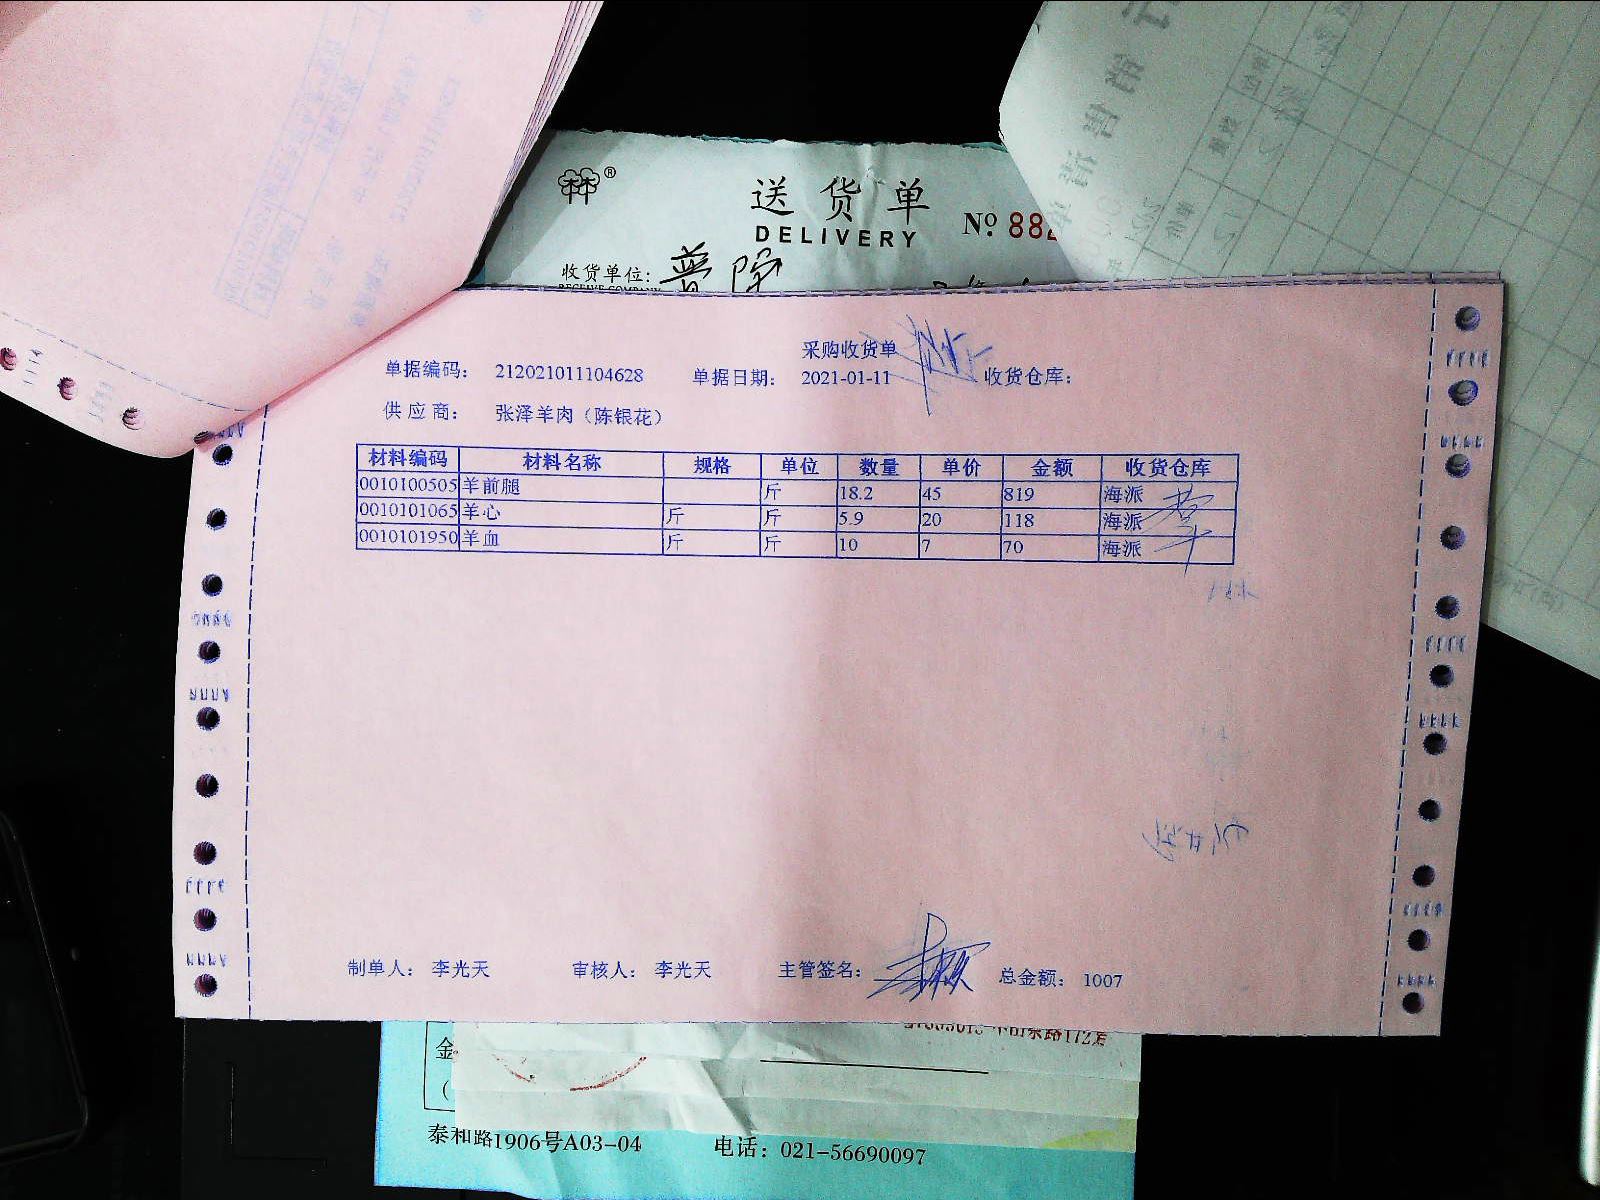 送货单
DELIVERY
№ 88
收货单位: 普陀
采购收货单
单据编码: 212021011104628 单据日期: 2021-01-11 收货仓库:
供应商: 张泽羊肉（陈银花）
材料编码 材料名称 规格 单位 数量 单价 金额 收货仓库
0010100505 羊前腿 斤 18.2 45 819 海派
0010101065 羊心 斤 斤 5.9 20 118 海派
0010101950 羊血 斤 斤 10 7 70 海派
制单人: 李光天 审核人: 李光天 主管签名: 总金额: 1007
金
泰和路1906号A03-04 电话: 021-56690097